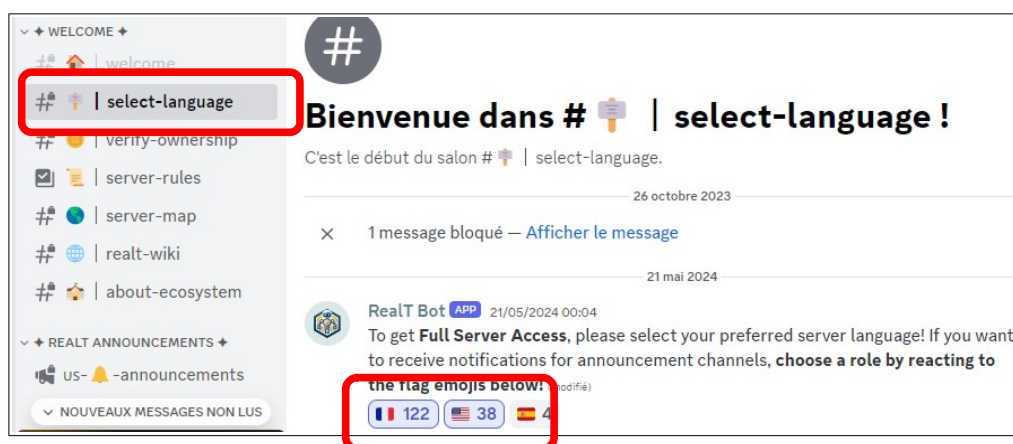 ✦ WELCOME ✦
welcome
| select-language
| verify-ownership
| server-rules
| server-map
| realt-wiki
| about-ecosystem
✦ REALT ANNOUNCEMENTS ✦
us-🔔-announcements
NOUVEAUX MESSAGES NON LUS
#
Bienvenue dans # | select-language !
C'est le début du salon # | select-language.
26 octobre 2023
1 message bloqué — Afficher le message
21 mai 2024
RealT Bot APP 21/05/2024 00:04
To get Full Server Access, please select your preferred server language! If you want
to receive notifications for announcement channels, choose a role by reacting to
the flag emojis below! (modifié)
122 38 4